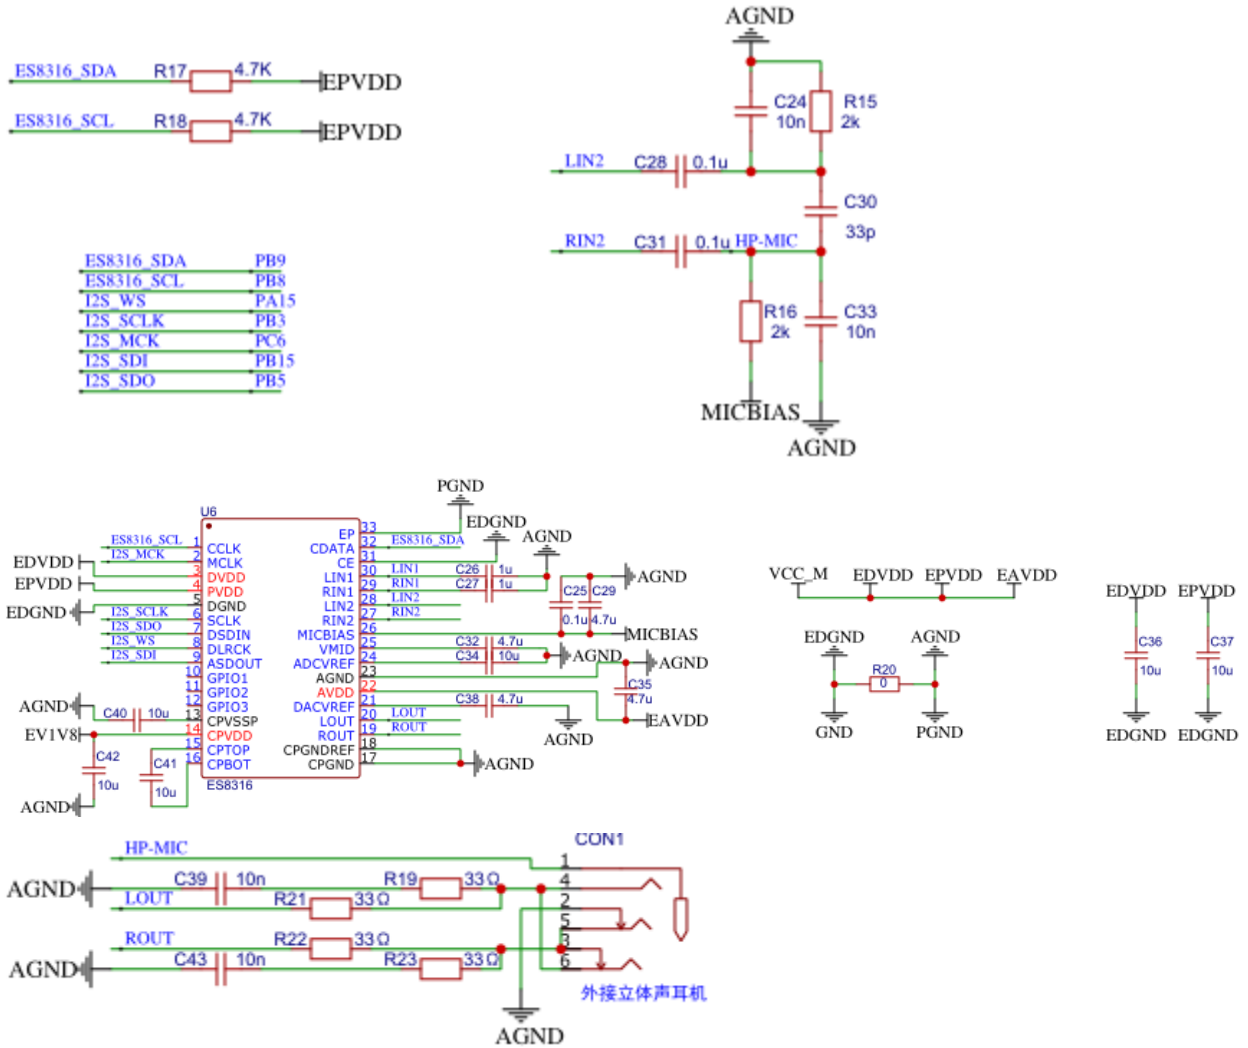 AGND
ES8316_SDA R17 4.7K EPVDD
ES8316_SCL R18 4.7K EPVDD
C24 10n R15 2k
LIN2 C28 0.1u
C30 33p
RIN2 C31 0.1u HP-MIC
R16 2k C33 10n
MICBIAS
AGND
ES8316_SDA PB9
ES8316_SCL PB8
I2S_WS PA15
I2S_SCLK PB3
I2S_MCK PC6
I2S_SDI PB15
I2S_SDO PB5
PGND
U6
EDGND
AGND
EP 33
ES8316_SCL 1 CCLK CDATA 32 ES8316_SDA
I2S_MCK 2 MCLK CE 31
EDVDD 3 DVDD LIN1 30 LIN1 C26 1u
EPVDD 4 PVDD RIN1 29 RIN1 C27 1u
EDGND 5 DGND LIN2 28 LIN2
I2S_SCLK 6 SCLK RIN2 27 RIN2
I2S_SDO 7 DSDIN MICBIAS 26 MICBIAS
I2S_WS 8 DLRCK VMID 25 C32 4.7u
I2S_SDI 9 ASDOUT ADCVREF 24 C34 10u AGND
10 GPIO1 AGND 23 AGND
11 GPIO2 AVDD 22
12 GPIO3 DACVREF 21 C38 4.7u AGND
AGND C40 10u 13 CPVSSP LOUT 20 LOUT
EV1V8 14 CPVDD ROUT 19 ROUT
15 CPTOP CPGNDREF 18
16 CPBOT CPGND 17 AGND
C25 0.1u C29 4.7u AGND
C35 4.7u EAVDD
C42 10u C41 10u
AGND
ES8316
VCC_M EDVDD EPVDD EAVDD
EDGND AGND
R20 0
GND PGND
EDVDD EPVDD
C36 10u C37 10u
EDGND EDGND
CON1
HP-MIC 1
AGND C39 10n R19 33Ω 4
LOUT R21 33Ω 2
5
ROUT R22 33Ω 3
AGND C43 10n R23 33Ω 6
外接立体声耳机
AGND